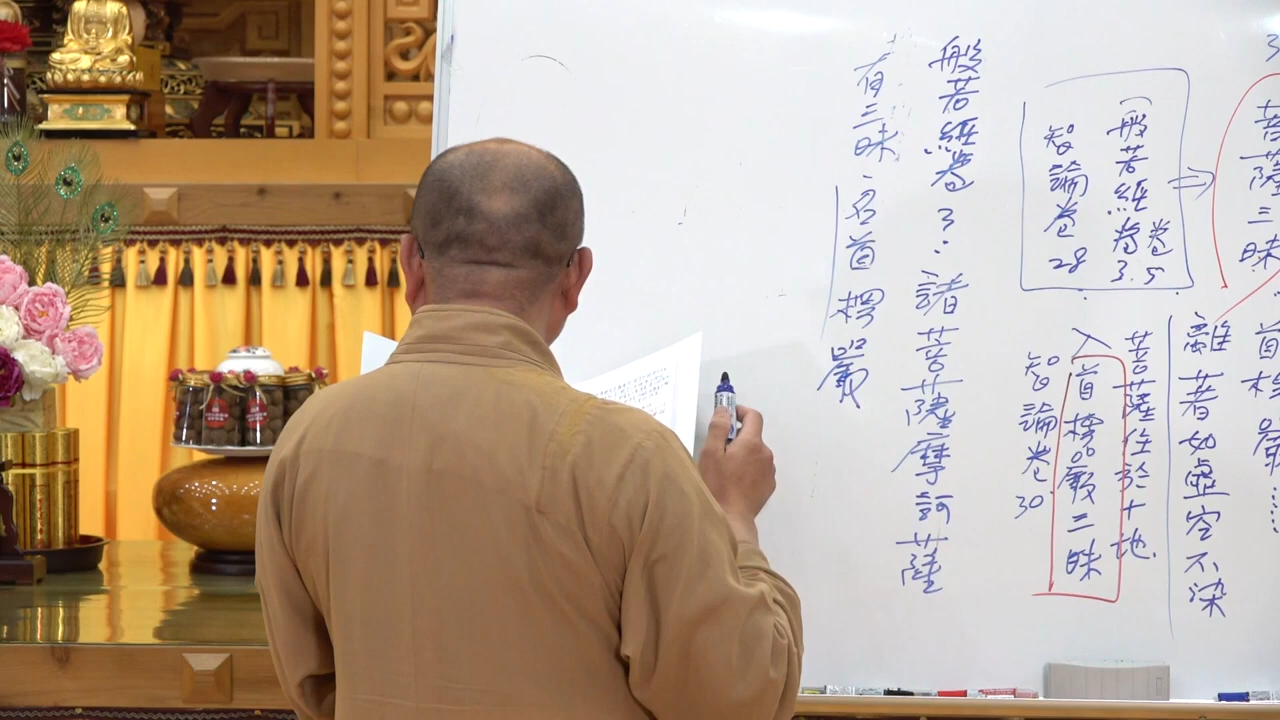 菩薩三昧
首楞嚴……
離著如虛空不染
(般若經卷3.卷5
智論卷28
菩薩住於十地
入首楞嚴三昧
智論卷30
般若經卷3:諸菩薩摩訶薩
有三昧名首楞嚴